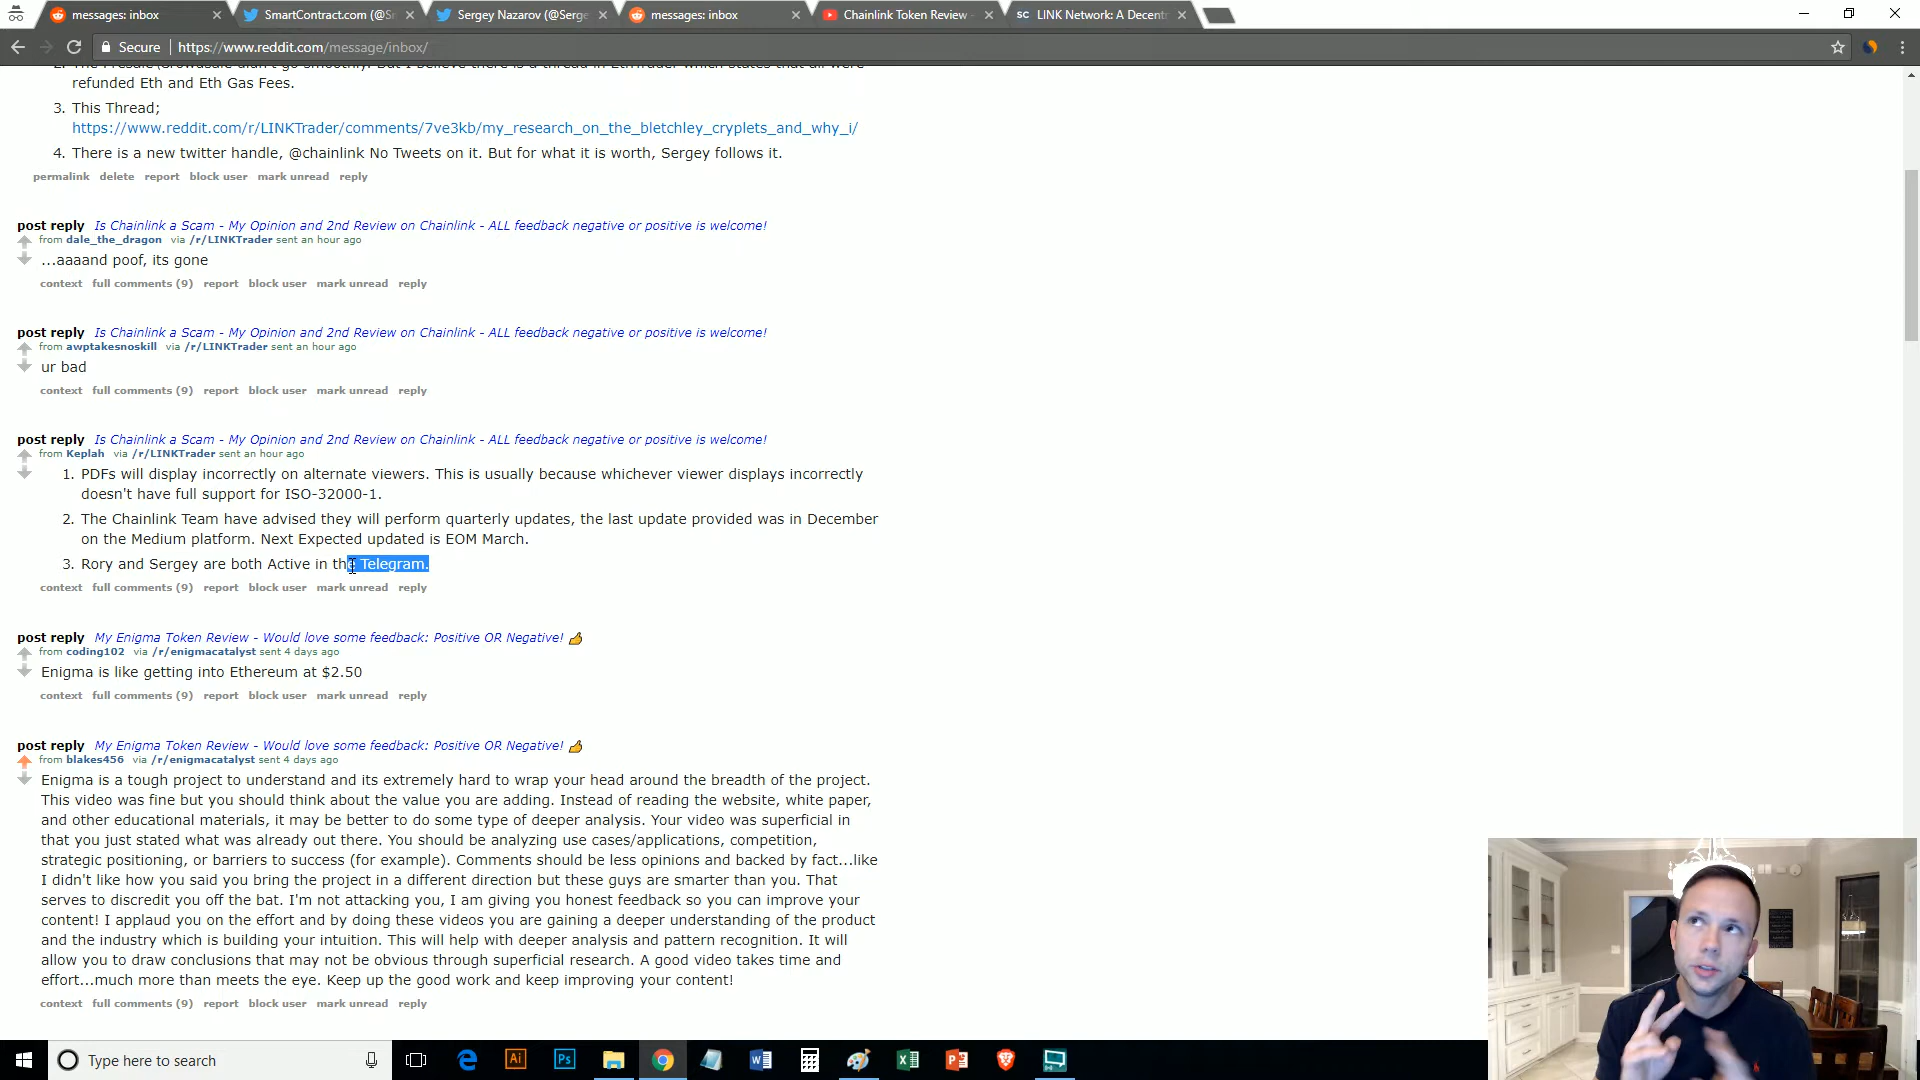 messages: inbox
SmartContract.com (@S
Sergey Nazarov (@Serge
messages: inbox
Chainlink Token Review -
SC LINK Network: A Decent
Secure https://www.reddit.com/message/inbox/
refunded Eth and Eth Gas Fees.
3. This Thread;
https://www.reddit.com/r/LINKTrader/comments/7ve3kb/my_research_on_the_bletchley_cryplets_and_why_i/
4. There is a new twitter handle, @chainlink No Tweets on it. But for what it is worth, Sergey follows it.
permalink delete report block user mark unread reply
post reply Is Chainlink a Scam - My Opinion and 2nd Review on Chainlink - ALL feedback negative or positive is welcome!
from dale_the_dragon via /r/LINKTrader sent an hour ago
...aaaand poof, its gone
context full comments (9) report block user mark unread reply
post reply Is Chainlink a Scam - My Opinion and 2nd Review on Chainlink - ALL feedback negative or positive is welcome!
from awptakesnoskill via /r/LINKTrader sent an hour ago
ur bad
context full comments (9) report block user mark unread reply
post reply Is Chainlink a Scam - My Opinion and 2nd Review on Chainlink - ALL feedback negative or positive is welcome!
from Keplah via /r/LINKTrader sent an hour ago
1. PDFs will display incorrectly on alternate viewers. This is usually because whichever viewer displays incorrectly
doesn't have full support for ISO-32000-1.
2. The Chainlink Team have advised they will perform quarterly updates, the last update provided was in December
on the Medium platform. Next Expected updated is EOM March.
3. Rory and Sergey are both Active in the Telegram.
context full comments (9) report block user mark unread reply
post reply My Enigma Token Review - Would love some feedback: Positive OR Negative! 👍
from coding102 via /r/enigmacatalyst sent 4 days ago
Enigma is like getting into Ethereum at $2.50
context full comments (9) report block user mark unread reply
post reply My Enigma Token Review - Would love some feedback: Positive OR Negative! 👍
from blakes456 via /r/enigmacatalyst sent 4 days ago
Enigma is a tough project to understand and its extremely hard to wrap your head around the breadth of the project.
This video was fine but you should think about the value you are adding. Instead of reading the website, white paper,
and other educational materials, it may be better to do some type of deeper analysis. Your video was superficial in
that you just stated what was already out there. You should be analyzing use cases/applications, competition,
strategic positioning, or barriers to success (for example). Comments should be less opinions and backed by fact...like
I didn't like how you said you bring the project in a different direction but these guys are smarter than you. That
serves to discredit you off the bat. I'm not attacking you, I am giving you honest feedback so you can improve your
content! I applaud you on the effort and by doing these videos you are gaining a deeper understanding of the product
and the industry which is building your intuition. This will help with deeper analysis and pattern recognition. It will
allow you to draw conclusions that may not be obvious through superficial research. A good video takes time and
effort...much more than meets the eye. Keep up the good work and keep improving your content!
context full comments (9) report block user mark unread reply
Type here to search